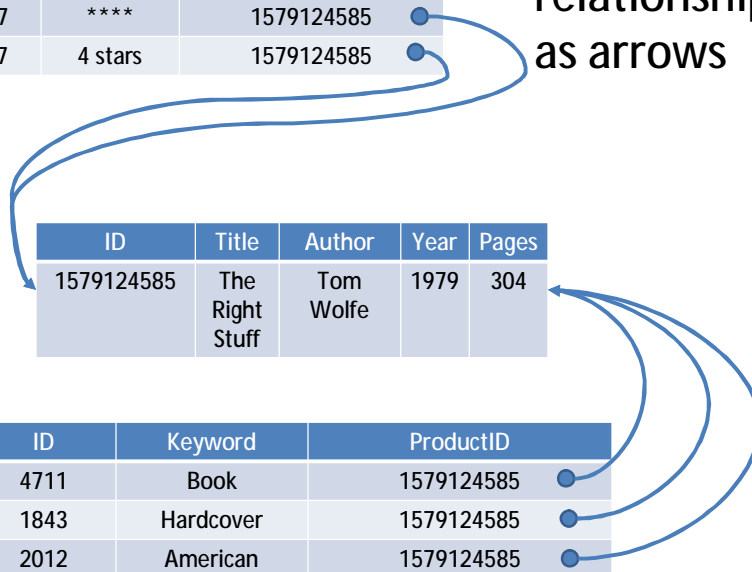 relationship
as arrows
7 **** 1579124585
7 4 stars 1579124585
ID Title Author Year Pages
1579124585 The Right Stuff Tom Wolfe 1979 304
ID Keyword ProductID
4711 Book 1579124585
1843 Hardcover 1579124585
2012 American 1579124585